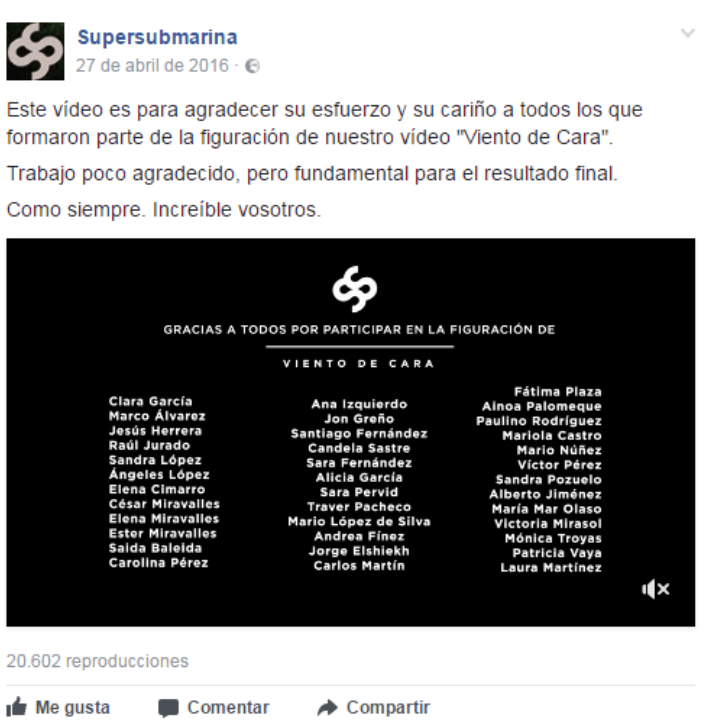 Supersubmarina
27 de abril de 2016 ·
Este vídeo es para agradecer su esfuerzo y su cariño a todos los que
formaron parte de la figuración de nuestro vídeo "Viento de Cara".
Trabajo poco agradecido, pero fundamental para el resultado final.
Como siempre. Increíble vosotros.
GRACIAS A TODOS POR PARTICIPAR EN LA FIGURACIÓN DE
VIENTO DE CARA
Clara García
Marco Álvarez
Jesús Herrera
Raúl Jurado
Sandra López
Ángeles López
Elena Cimarro
César Miravalles
Elena Miravalles
Ester Miravalles
Saida Baleida
Carolina Pérez
Ana Izquierdo
Jon Greño
Santiago Fernández
Candela Sastre
Sara Fernández
Alicia García
Sara Pervid
Traver Pacheco
Mario López de Silva
Andrea Fínez
Jorge Elshiekh
Carlos Martín
Fátima Plaza
Ainoa Palomeque
Paulino Rodríguez
Mariola Castro
Mario Núñez
Víctor Pérez
Sandra Pozuelo
Alberto Jiménez
María Mar Olaso
Victoria Mirasol
Mónica Troyas
Patricia Vaya
Laura Martínez
20.602 reproducciones
Me gusta Comentar Compartir